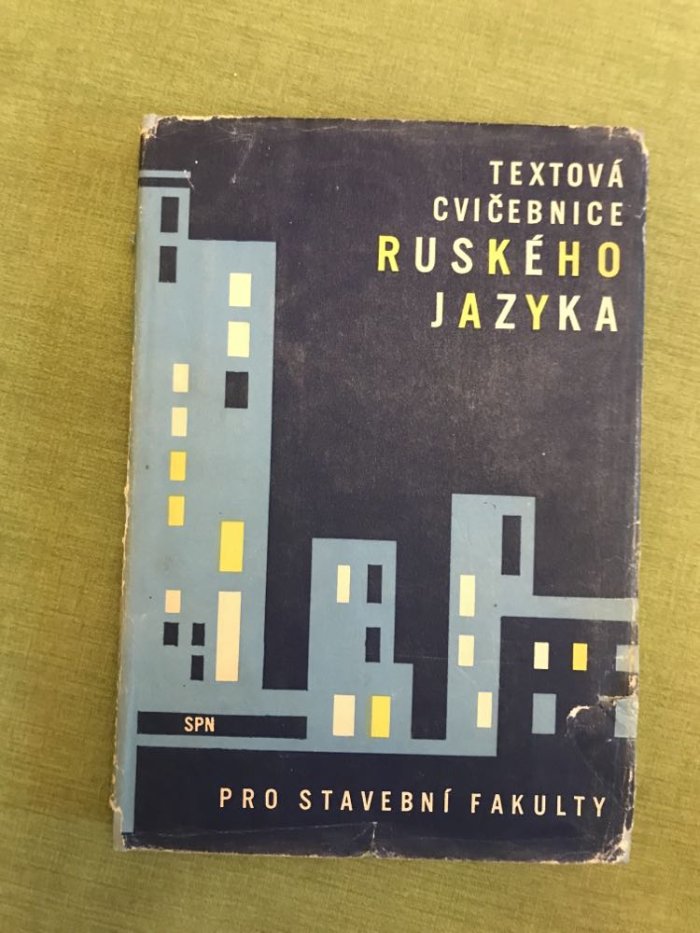 TEXTOVÁ
CVIČEBNICE
RUSKÉHO
JAZYKA
SPN
PRO STAVEBNÍ FAKULTY